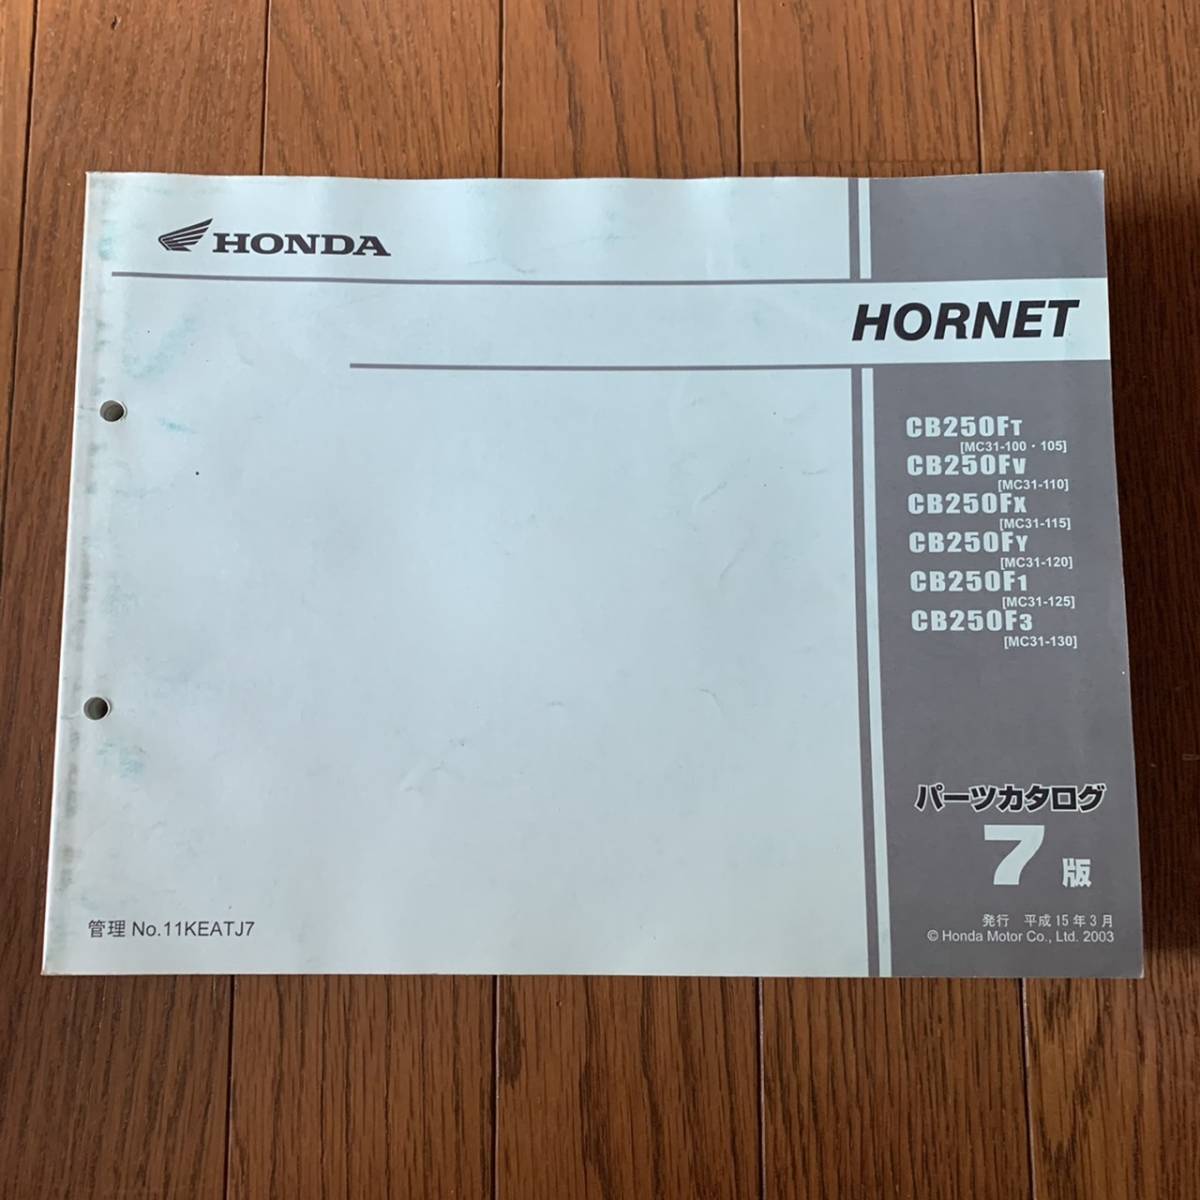 HONDA
HORNET
CB250FT
[MC31-100・105]
CB250FV
[MC31-110]
CB250FX
[MC31-115]
CB250FY
[MC31-120]
CB250F1
[MC31-125]
CB250F3
[MC31-130]
パーツカタログ
7版
管理 No.11KEATJ7
発行 平成15年3月
© Honda Motor Co., Ltd. 2003